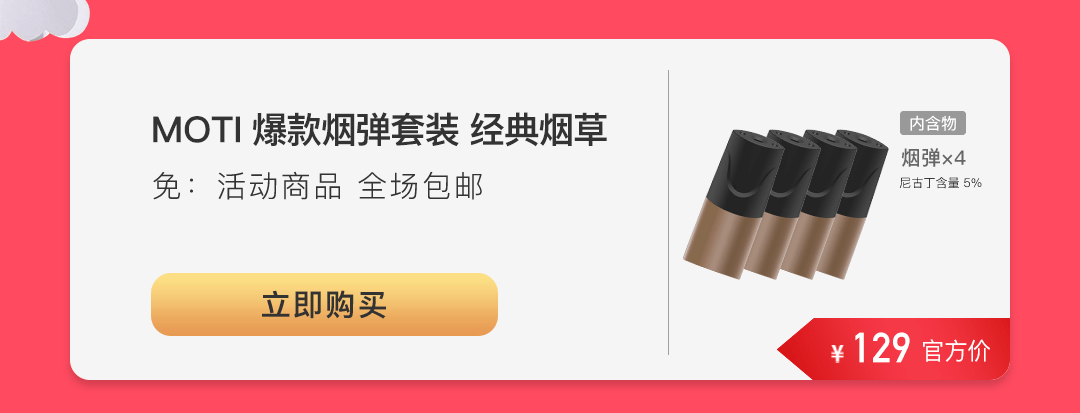 MOTI 爆款烟弹套装 经典烟草
免：活动商品 全场包邮
立即购买
内含物
烟弹×4
尼古丁含量 5%
¥ 129 官方价